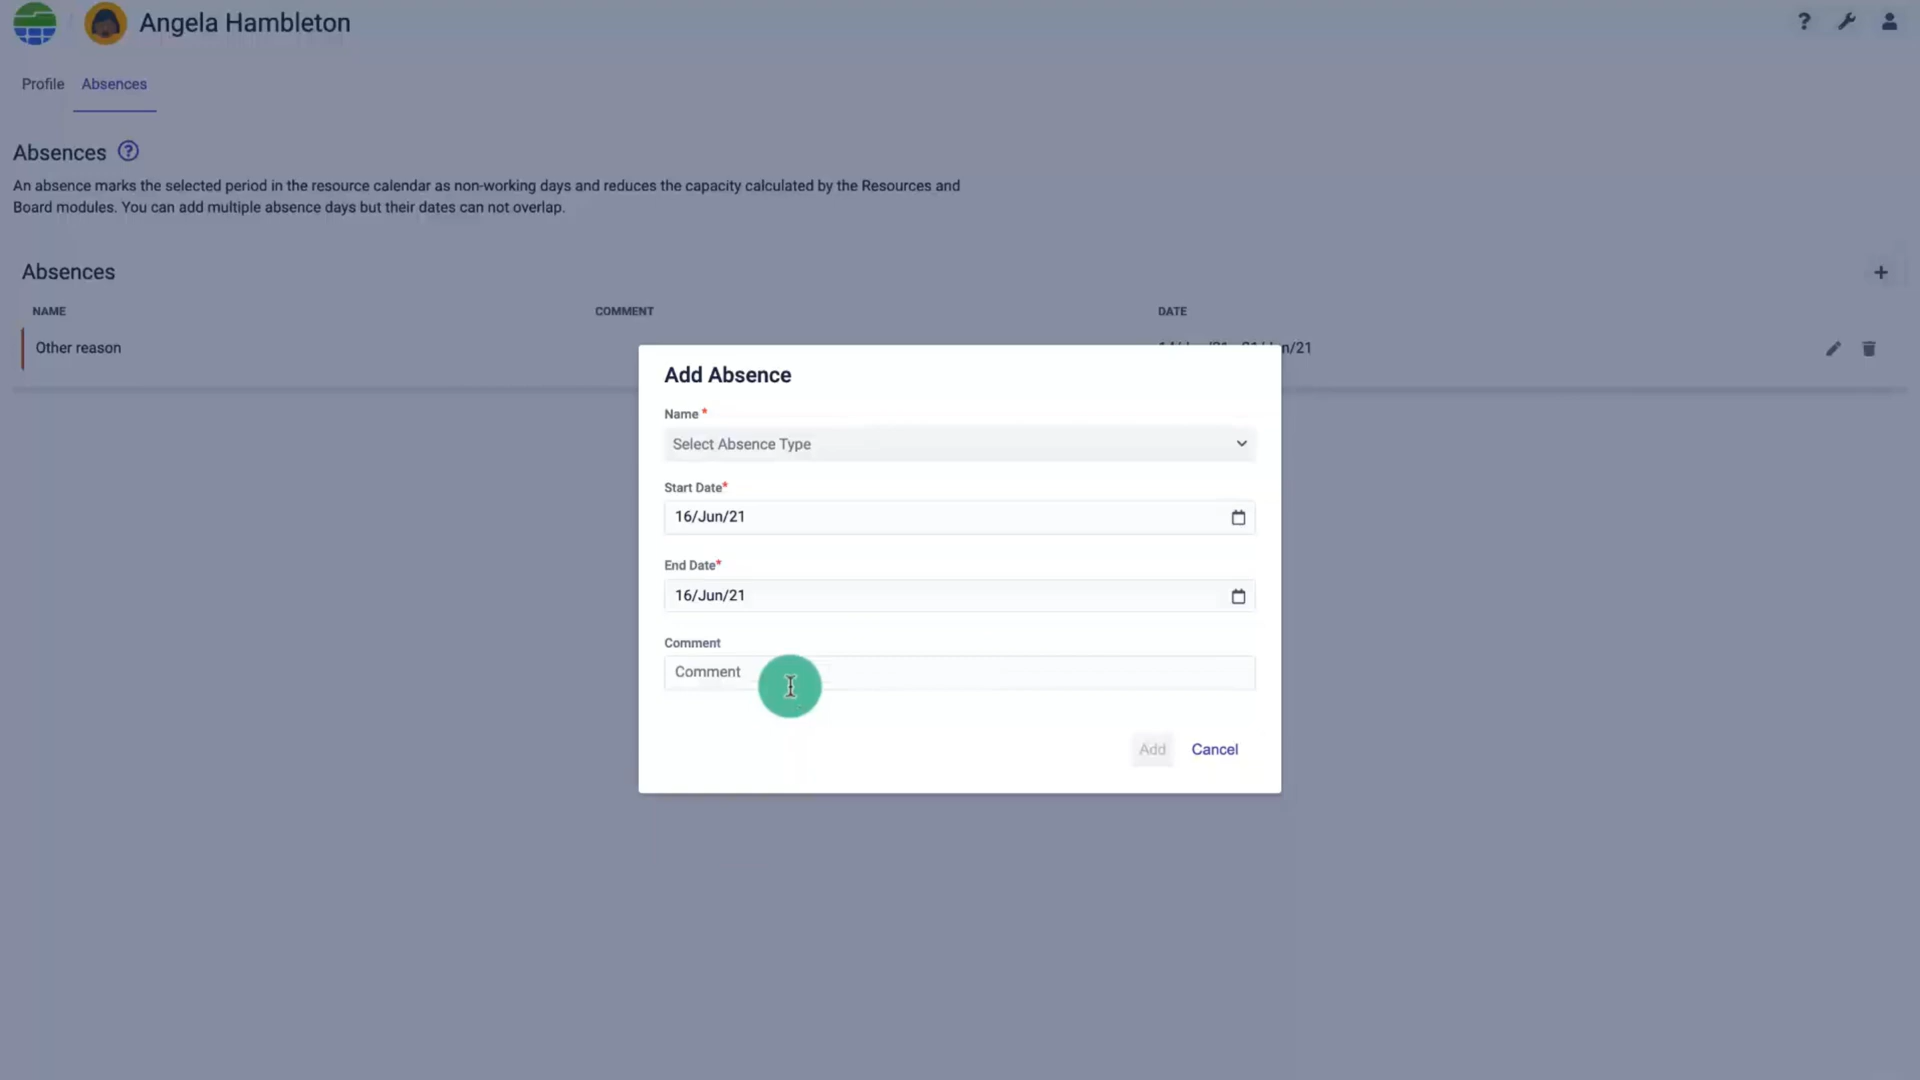 Angela Hambleton
?
Profile Absences
Absences ?
An absence marks the selected period in the resource calendar as non-working days and reduces the capacity calculated by the Resources and
Board modules. You can add multiple absence days but their dates can not overlap.
Absences +
NAME COMMENT DATE
Other reason n/21
Add Absence
Name *
Select Absence Type
Start Date*
16/Jun/21
End Date*
16/Jun/21
Comment
Comment
Add Cancel